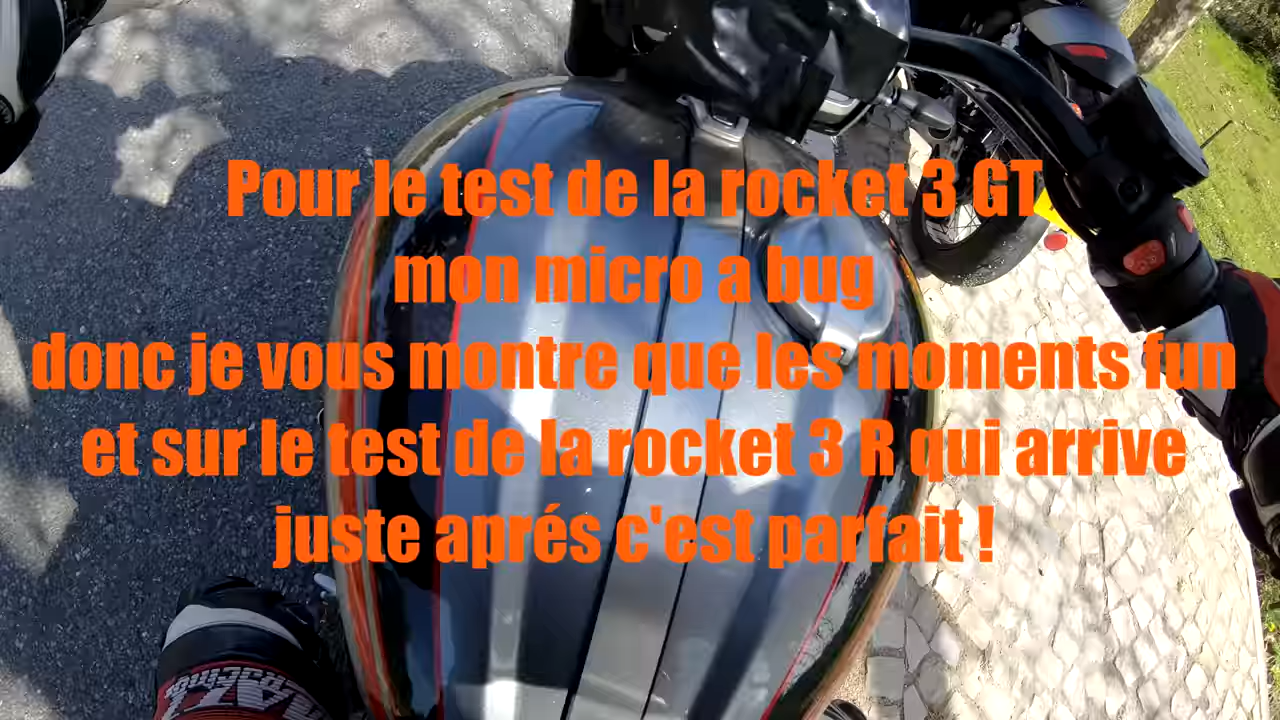 Pour le test de la rocket 3 GT
mon micro a bug
donc je vous montre que les moments fun
et sur le test de la rocket 3 R qui arrive
juste aprés c'est parfait !